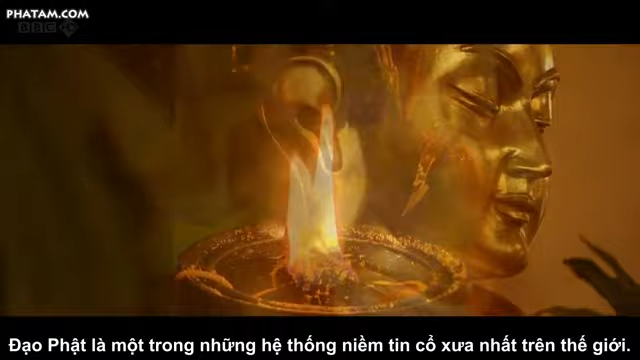 PHATAM.COM
BBC
Đạo Phật là một trong những hệ thống niềm tin cổ xưa nhất trên thế giới.